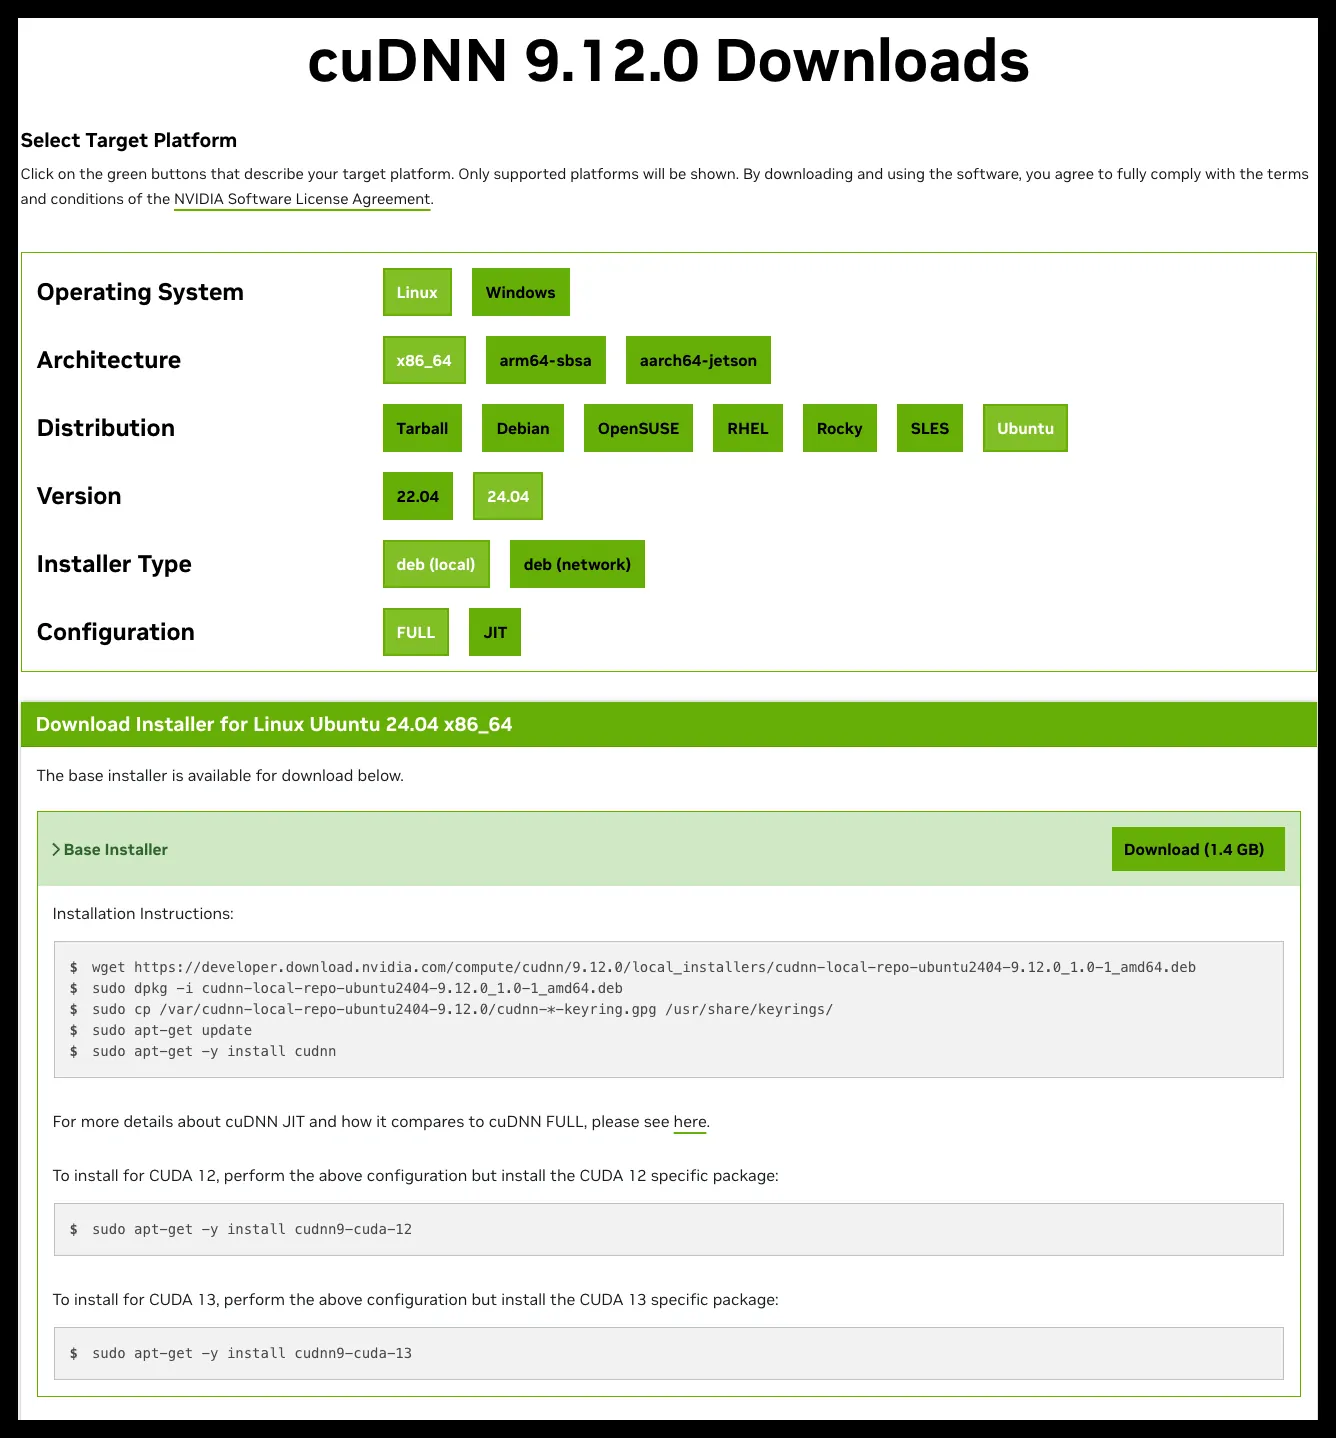 cuDNN 9.12.0 Downloads
Select Target Platform
Click on the green buttons that describe your target platform. Only supported platforms will be shown. By downloading and using the software, you agree to fully comply with the terms
and conditions of the NVIDIA Software License Agreement.
Operating System Linux Windows
Architecture x86_64 arm64-sbsa aarch64-jetson
Distribution Tarball Debian OpenSUSE RHEL Rocky SLES Ubuntu
Version 22.04 24.04
Installer Type deb (local) deb (network)
Configuration FULL JIT
Download Installer for Linux Ubuntu 24.04 x86_64
The base installer is available for download below.
Base Installer Download (1.4 GB)
Installation Instructions:
$ wget https://developer.download.nvidia.com/compute/cudnn/9.12.0/local_installers/cudnn-local-repo-ubuntu2404-9.12.0_1.0-1_amd64.deb
$ sudo dpkg -i cudnn-local-repo-ubuntu2404-9.12.0_1.0-1_amd64.deb
$ sudo cp /var/cudnn-local-repo-ubuntu2404-9.12.0/cudnn-*-keyring.gpg /usr/share/keyrings/
$ sudo apt-get update
$ sudo apt-get -y install cudnn
For more details about cuDNN JIT and how it compares to cuDNN FULL, please see here.
To install for CUDA 12, perform the above configuration but install the CUDA 12 specific package:
$ sudo apt-get -y install cudnn9-cuda-12
To install for CUDA 13, perform the above configuration but install the CUDA 13 specific package:
$ sudo apt-get -y install cudnn9-cuda-13